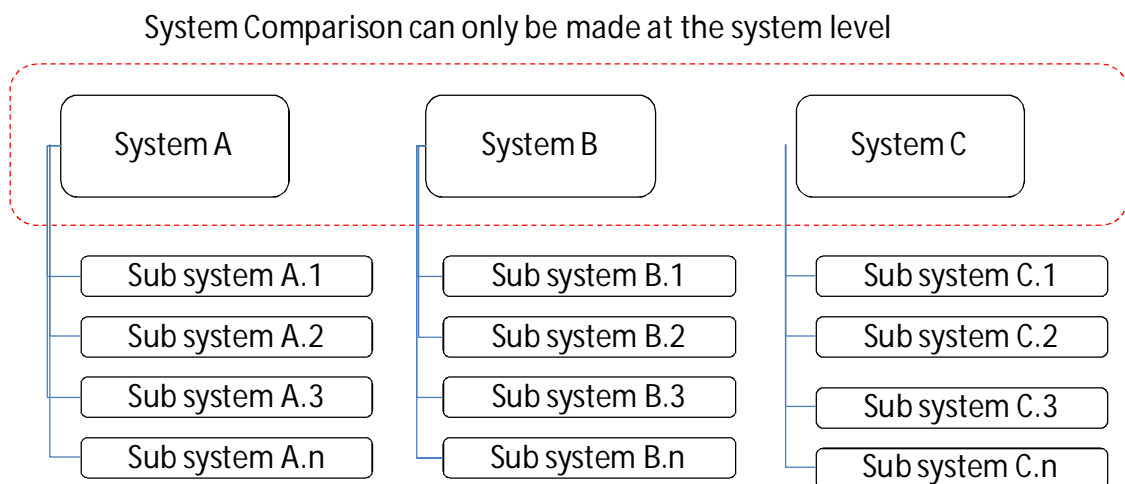 System Comparison can only be made at the system level
System A
System B
System C
Sub system A.1
Sub system B.1
Sub system C.1
Sub system A.2
Sub system B.2
Sub system C.2
Sub system A.3
Sub system B.3
Sub system C.3
Sub system A.n
Sub system B.n
Sub system C.n